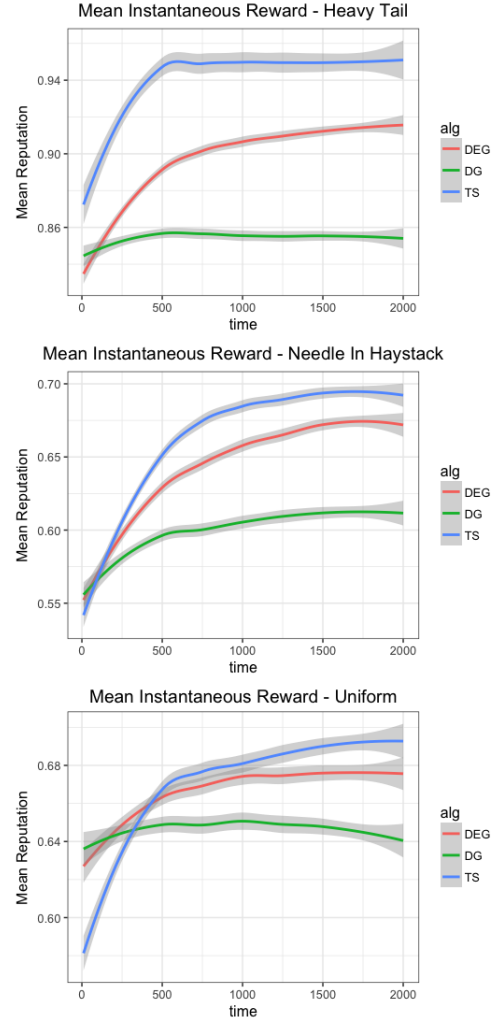 Mean Instantaneous Reward - Heavy Tail
Mean Reputation
0.94
0.90
0.86
0
500
1000
1500
2000
time
alg
DEG
DG
TS
Mean Instantaneous Reward - Needle In Haystack
Mean Reputation
0.70
0.65
0.60
0.55
0
500
1000
1500
2000
time
alg
DEG
DG
TS
Mean Instantaneous Reward - Uniform
Mean Reputation
0.68
0.64
0.60
0
500
1000
1500
2000
time
alg
DEG
DG
TS